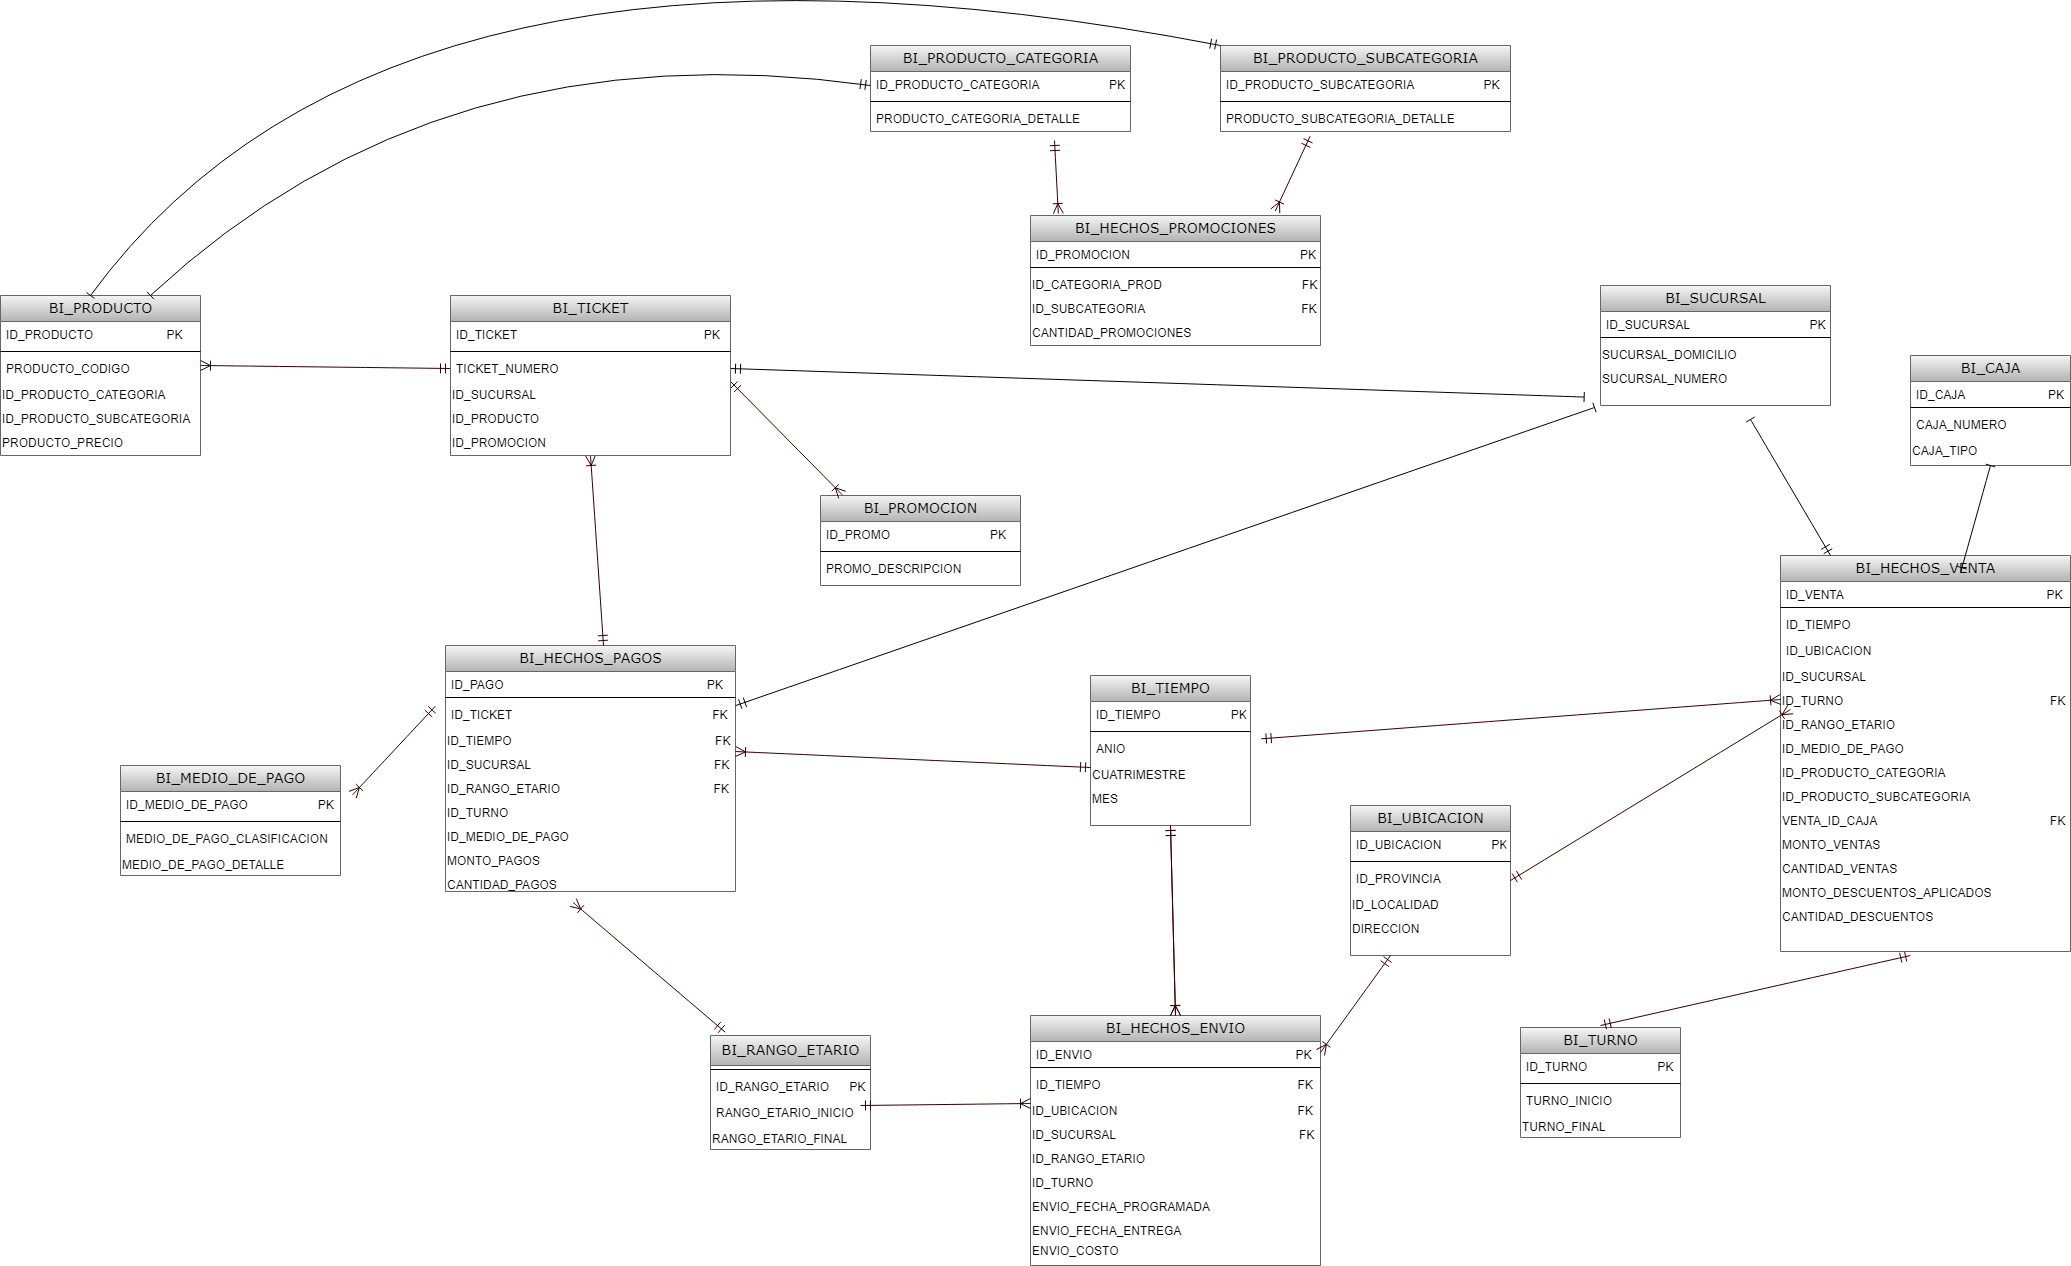 BI_PRODUCTO_CATEGORIA
ID_PRODUCTO_CATEGORIA PK
PRODUCTO_CATEGORIA_DETALLE
BI_PRODUCTO_SUBCATEGORIA
ID_PRODUCTO_SUBCATEGORIA PK
PRODUCTO_SUBCATEGORIA_DETALLE
BI_HECHOS_PROMOCIONES
ID_PROMOCION PK
ID_CATEGORIA_PROD FK
ID_SUBCATEGORIA FK
CANTIDAD_PROMOCIONES
BI_PRODUCTO
ID_PRODUCTO PK
PRODUCTO_CODIGO
ID_PRODUCTO_CATEGORIA
ID_PRODUCTO_SUBCATEGORIA
PRODUCTO_PRECIO
BI_TICKET
ID_TICKET PK
TICKET_NUMERO
ID_SUCURSAL
ID_PRODUCTO
ID_PROMOCION
BI_SUCURSAL
ID_SUCURSAL PK
SUCURSAL_DOMICILIO
SUCURSAL_NUMERO
BI_CAJA
ID_CAJA PK
CAJA_NUMERO
CAJA_TIPO
BI_PROMOCION
ID_PROMO PK
PROMO_DESCRIPCION
BI_HECHOS_VENTA
ID_VENTA PK
ID_TIEMPO
ID_UBICACION
ID_SUCURSAL
ID_TURNO FK
ID_RANGO_ETARIO
ID_MEDIO_DE_PAGO
ID_PRODUCTO_CATEGORIA
ID_PRODUCTO_SUBCATEGORIA
VENTA_ID_CAJA FK
MONTO_VENTAS
CANTIDAD_VENTAS
MONTO_DESCUENTOS_APLICADOS
CANTIDAD_DESCUENTOS
BI_HECHOS_PAGOS
ID_PAGO PK
ID_TICKET FK
ID_TIEMPO FK
ID_SUCURSAL FK
ID_RANGO_ETARIO FK
ID_TURNO
ID_MEDIO_DE_PAGO
MONTO_PAGOS
CANTIDAD_PAGOS
BI_TIEMPO
ID_TIEMPO PK
ANIO
CUATRIMESTRE
MES
BI_MEDIO_DE_PAGO
ID_MEDIO_DE_PAGO PK
MEDIO_DE_PAGO_CLASIFICACION
MEDIO_DE_PAGO_DETALLE
BI_UBICACION
ID_UBICACION PK
ID_PROVINCIA
ID_LOCALIDAD
DIRECCION
BI_RANGO_ETARIO
ID_RANGO_ETARIO PK
RANGO_ETARIO_INICIO
RANGO_ETARIO_FINAL
BI_HECHOS_ENVIO
ID_ENVIO PK
ID_TIEMPO FK
ID_UBICACION FK
ID_SUCURSAL FK
ID_RANGO_ETARIO
ID_TURNO
ENVIO_FECHA_PROGRAMADA
ENVIO_FECHA_ENTREGA
ENVIO_COSTO
BI_TURNO
ID_TURNO PK
TURNO_INICIO
TURNO_FINAL